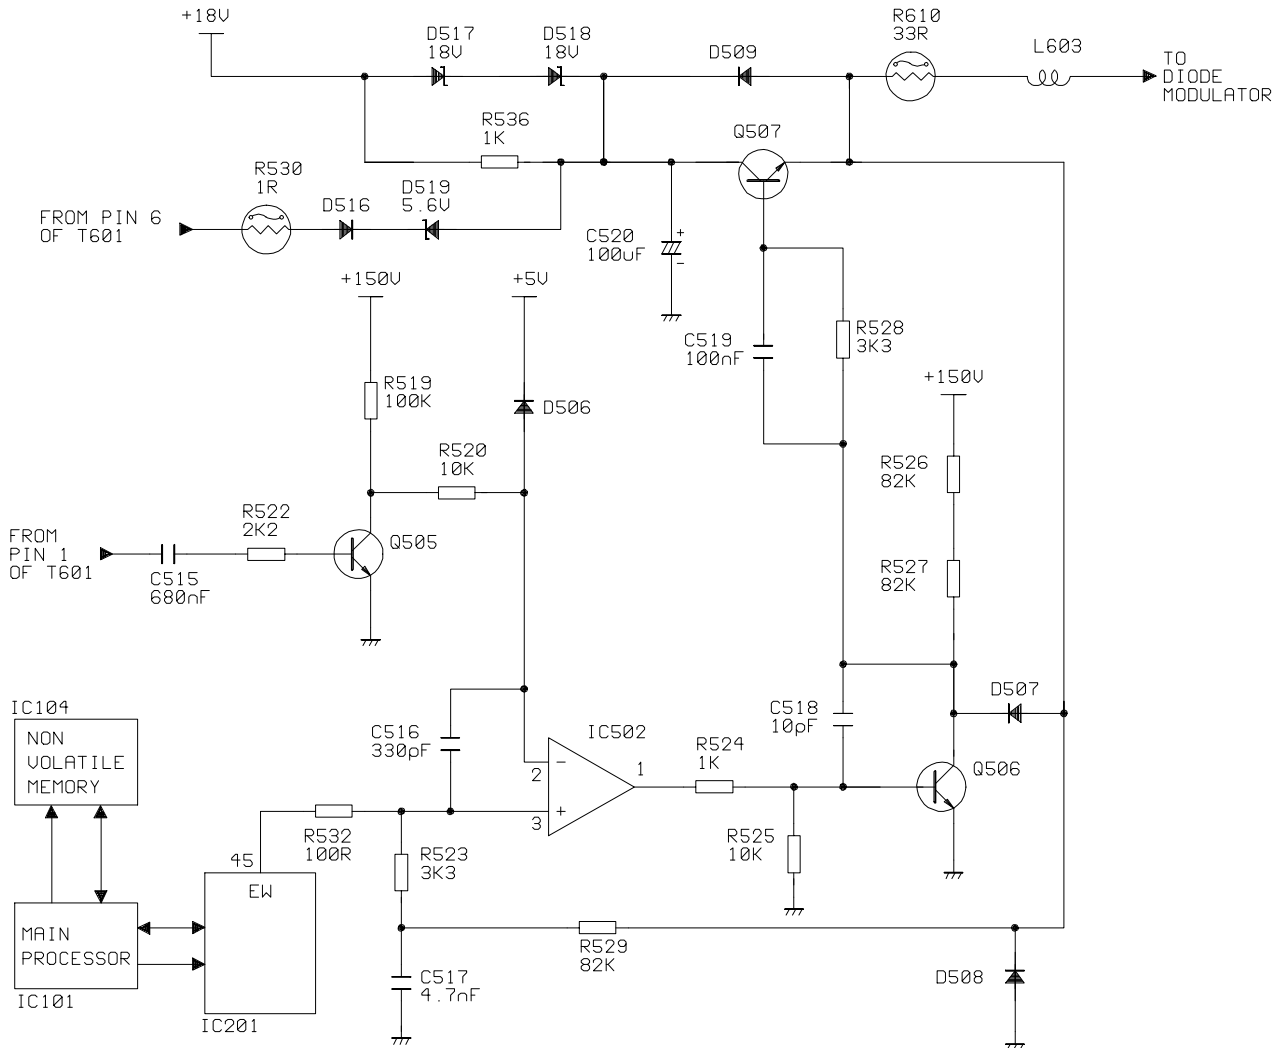 +18V
D517
18V
D518
18V
D509
R610
33R
L603
TO
DIODE
MODULATOR
R536
1K
Q507
R530
1R
D516
D519
5.6V
FROM PIN 6
OF T601
C520
100uF
+
-
+150V
+5V
C519
100nF
R528
3K3
+150V
R519
100K
D506
R520
10K
R526
82K
R522
2K2
Q505
FROM
PIN 1
OF T601
C515
680nF
R527
82K
D507
IC104
NON
VOLATILE
MEMORY
C516
330pF
IC502
2
-
1
+
3
R524
1K
C518
10pF
Q506
R532
100R
R525
10K
45
EW
R523
3K3
MAIN
PROCESSOR
IC101
IC201
R529
82K
C517
4.7nF
D508